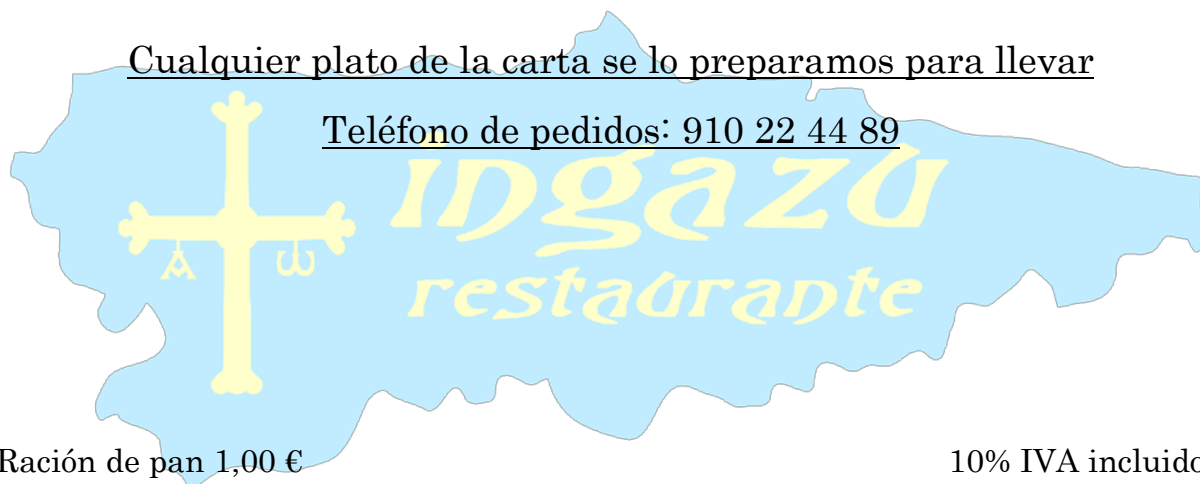 Cualquier plato de la carta se lo preparamos para llevar
Teléfono de pedidos: 910 22 44 89
ingazu
restaurante
Α ω
Ración de pan 1,00 €
10% IVA incluido